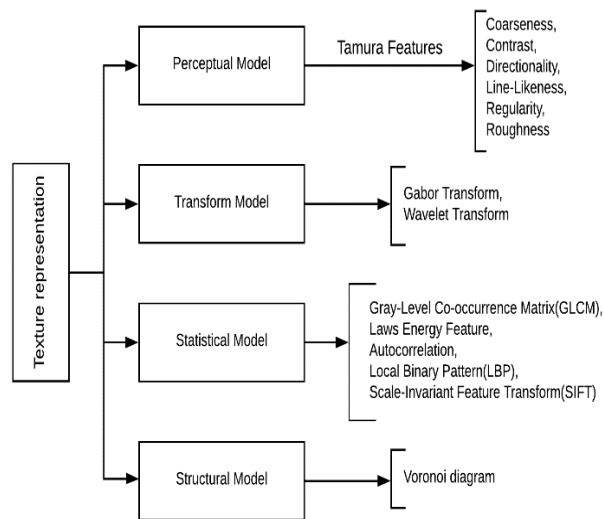 Texture representation
Perceptual Model
Tamura Features
Coarseness,
Contrast,
Directionality,
Line-Likeness,
Regularity,
Roughness
Transform Model
Gabor Transform,
Wavelet Transform
Statistical Model
Gray-Level Co-occurrence Matrix(GLCM),
Laws Energy Feature,
Autocorrelation,
Local Binary Pattern(LBP),
Scale-Invariant Feature Transform(SIFT)
Structural Model
Voronoi diagram